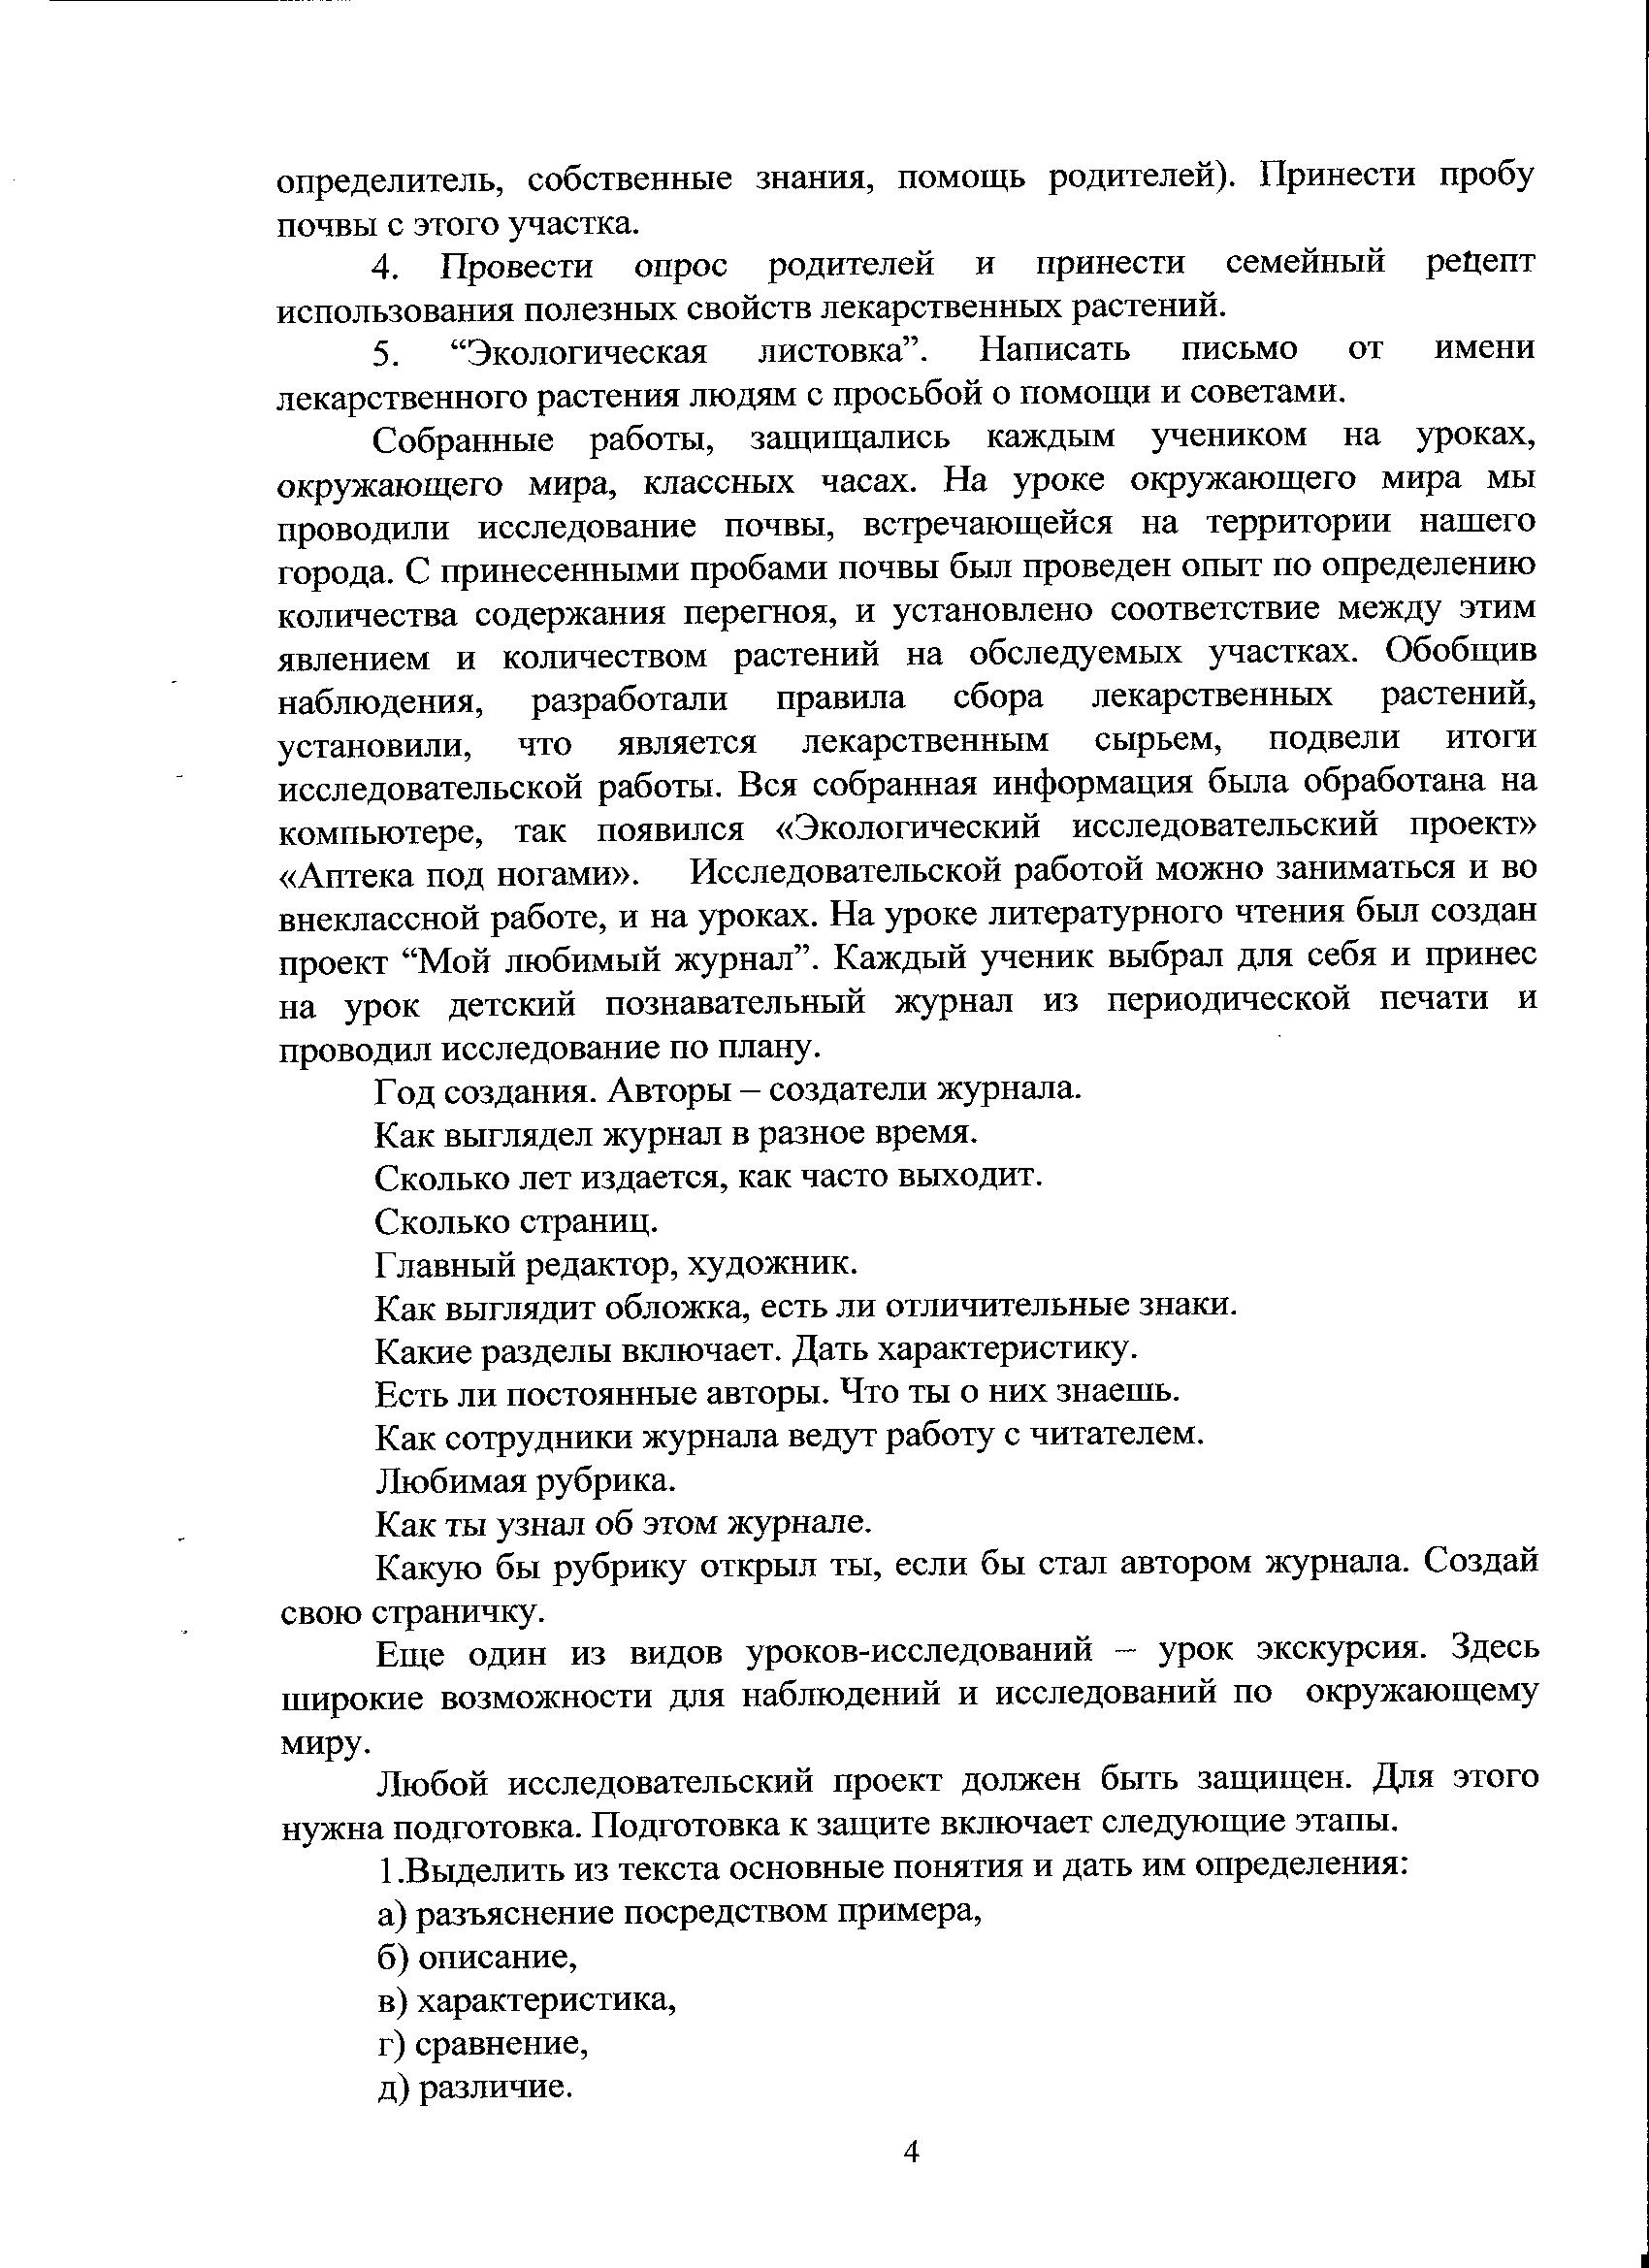 определитель, собственные знания, помощь родителей). Принести пробу
почвы с этого участка.
4. Провести опрос родителей и принести семейный рецепт
использования полезных свойств лекарственных растений.
5. “Экологическая листовка”. Написать письмо от имени
лекарственного растения людям с просьбой о помощи и советами.
Собранные работы, защищались каждым учеником на уроках,
окружающего мира, классных часах. На уроке окружающего мира мы
проводили исследование почвы, встречающейся на территории нашего
города. С принесенными пробами почвы был проведен опыт по определению
количества содержания перегноя, и установлено соответствие между этим
явлением и количеством растений на обследуемых участках. Обобщив
наблюдения, разработали правила сбора лекарственных растений,
установили, что является лекарственным сырьем, подвели итоги
исследовательской работы. Вся собранная информация была обработана на
компьютере, так появился «Экологический исследовательский проект»
«Аптека под ногами». Исследовательской работой можно заниматься и во
внеклассной работе, и на уроках. На уроке литературного чтения был создан
проект “Мой любимый журнал”. Каждый ученик выбрал для себя и принес
на урок детский познавательный журнал из периодической печати и
проводил исследование по плану.
Год создания. Авторы – создатели журнала.
Как выглядел журнал в разное время.
Сколько лет издается, как часто выходит.
Сколько страниц.
Главный редактор, художник.
Как выглядит обложка, есть ли отличительные знаки.
Какие разделы включает. Дать характеристику.
Есть ли постоянные авторы. Что ты о них знаешь.
Как сотрудники журнала ведут работу с читателем.
Любимая рубрика.
Как ты узнал об этом журнале.
Какую бы рубрику открыл ты, если бы стал автором журнала. Создай
свою страничку.
Еще один из видов уроков-исследований – урок экскурсия. Здесь
широкие возможности для наблюдений и исследований по окружающему
миру.
Любой исследовательский проект должен быть защищен. Для этого
нужна подготовка. Подготовка к защите включает следующие этапы.
1.Выделить из текста основные понятия и дать им определения:
а) разъяснение посредством примера,
б) описание,
в) характеристика,
г) сравнение,
д) различие.
4